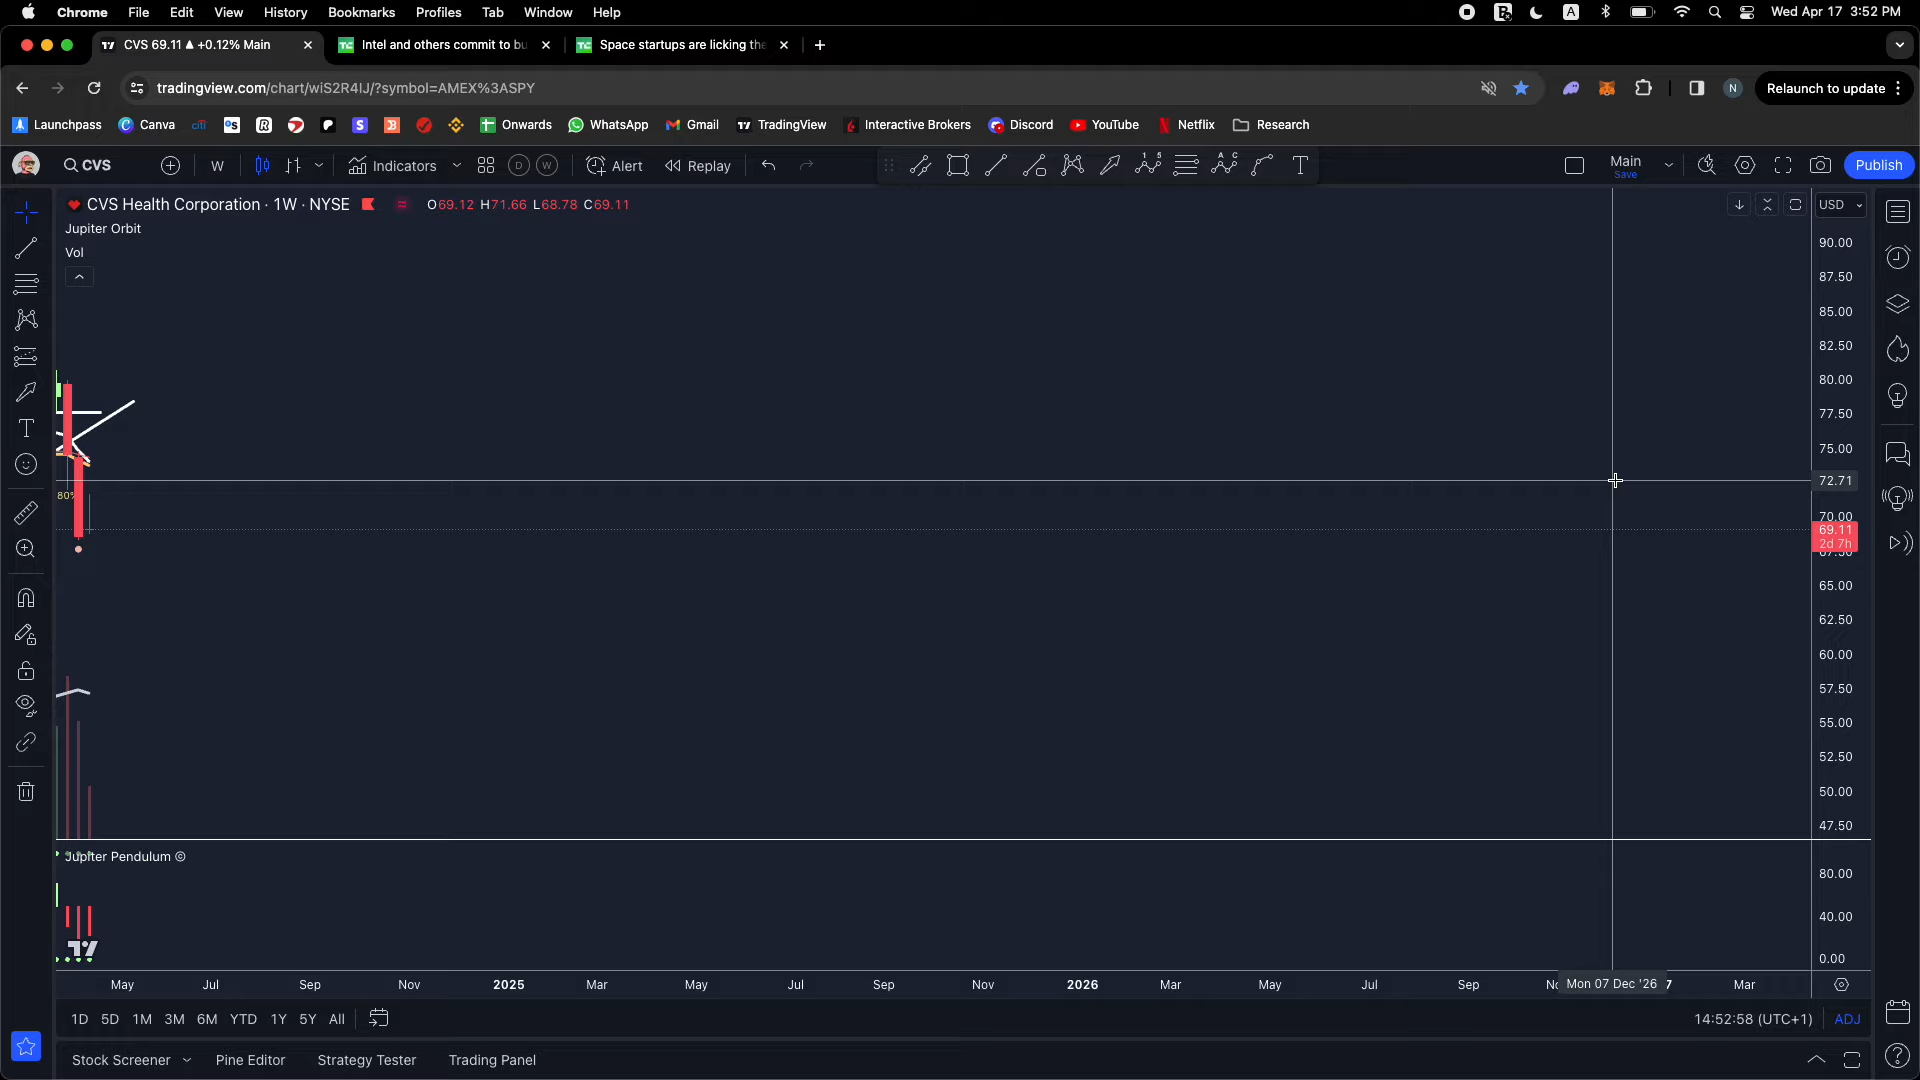 Chrome File Edit View History Bookmarks Profiles Tab Window Help A Wed Apr 17 3:52 PM
CVS 69.11 ▲ +0.12% Main Intel and others commit to bu Space startups are licking the
tradingview.com/chart/wiS2R4IJ/?symbol=AMEX%3ASPY N Relaunch to update
Launchpass Canva citi Onwards WhatsApp Gmail TradingView Interactive Brokers Discord YouTube Netflix Research
CVS W Indicators D W Alert Replay T Main Save Publish
CVS Health Corporation · 1W · NYSE O69.12 H71.66 L68.78 C69.11 USD
Jupiter Orbit
Vol
90.00
87.50
85.00
82.50
80.00
77.50
75.00
72.71
80%
70.00
69.11
2d 7h
67.50
65.00
62.50
60.00
57.50
55.00
52.50
50.00
47.50
Jupiter Pendulum
80.00
40.00
0.00
May Jul Sep Nov 2025 Mar May Jul Sep Nov 2026 Mar May Jul Sep Mon 07 Dec '26 Mar
1D 5D 1M 3M 6M YTD 1Y 5Y All 14:52:58 (UTC+1) ADJ
Stock Screener Pine Editor Strategy Tester Trading Panel